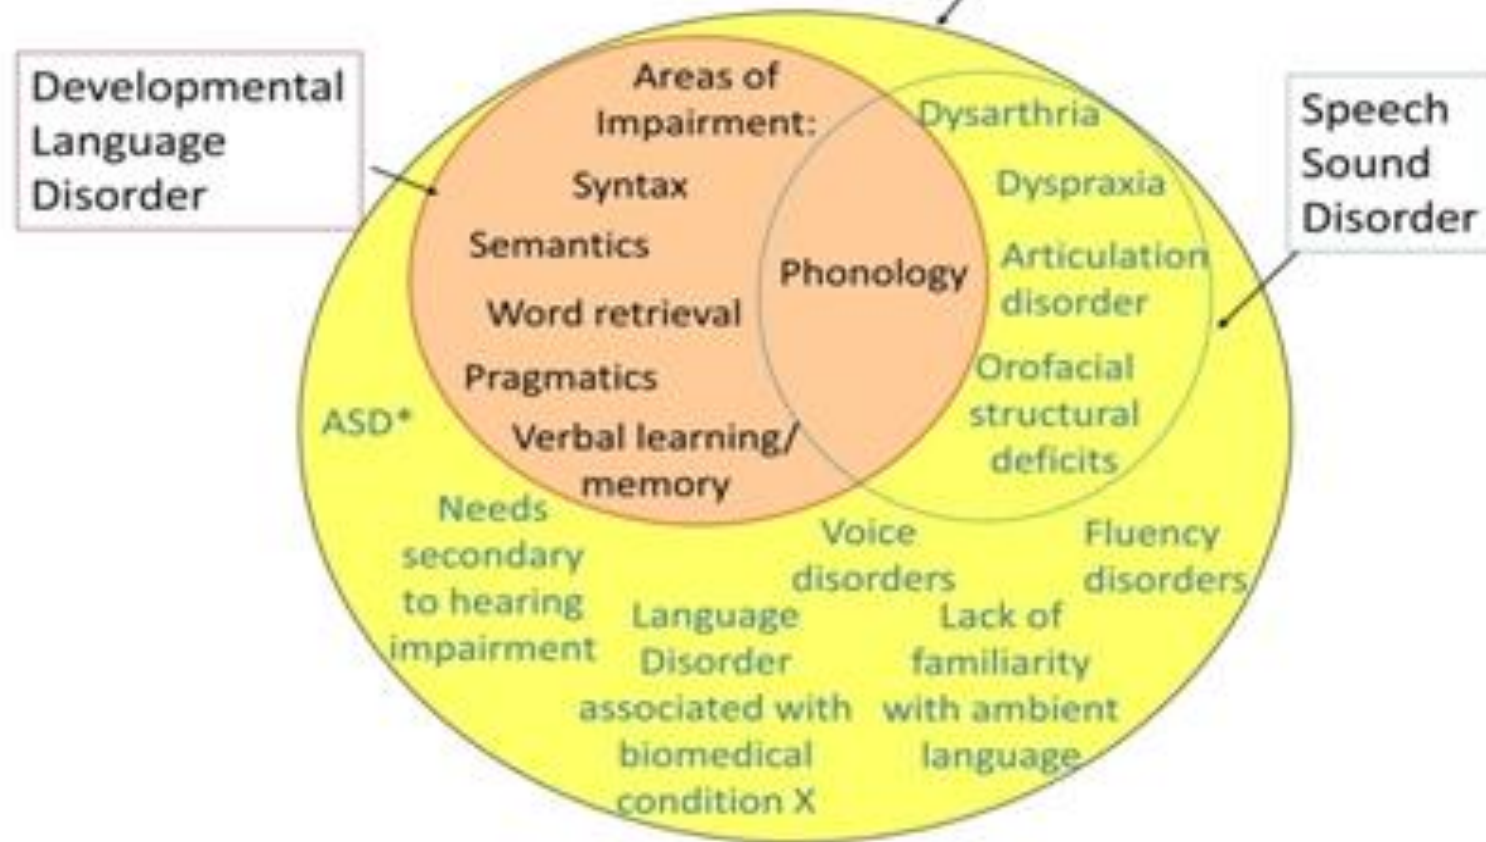 Developmental
Language
Disorder
Areas of
Impairment:
Syntax
Semantics
Word retrieval
Pragmatics
Verbal learning/
memory
Phonology
Dysarthria
Dyspraxia
Articulation
disorder
Orofacial
structural
deficits
Speech
Sound
Disorder
ASD*
Needs
secondary
to hearing
impairment
Language
Disorder
associated with
biomedical
condition X
Voice
disorders
Lack of
familiarity
with ambient
language
Fluency
disorders